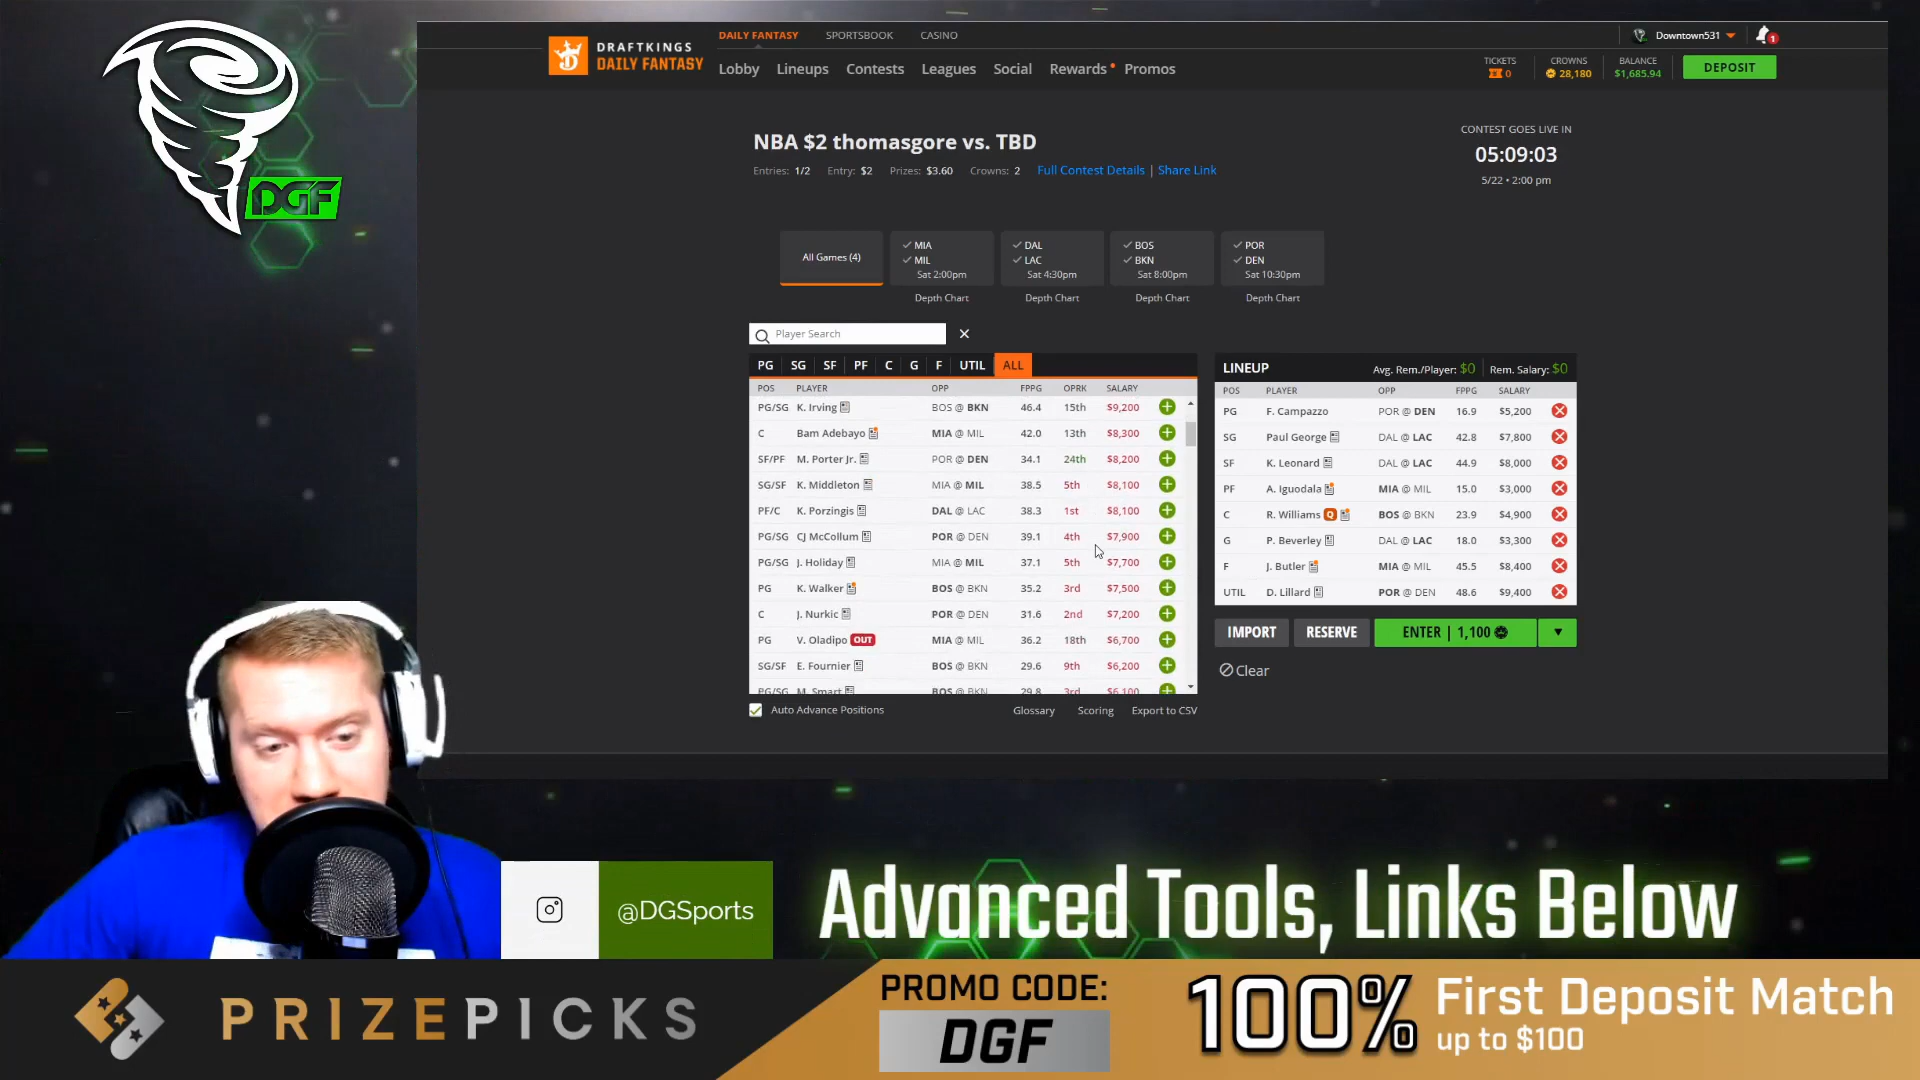 DAILY FANTASY SPORTSBOOK CASINO
DRAFTKINGS
DAILY FANTASY
Lobby Lineups Contests Leagues Social Rewards Promos
Downtown531 1
TICKETS CROWNS BALANCE
0 28,180 $1,685.94 DEPOSIT
DGF
NBA $2 thomasgore vs. TBD
Entries: 1/2 Entry: $2 Prizes: $3.60 Crowns: 2 Full Contest Details | Share Link
CONTEST GOES LIVE IN
05:09:03
5/22 • 2:00 pm
All Games (4)
MIA
MIL
Sat 2:00pm
DAL
LAC
Sat 4:30pm
BOS
BKN
Sat 8:00pm
POR
DEN
Sat 10:30pm
Depth Chart Depth Chart Depth Chart Depth Chart
Player Search
PG SG SF PF C G F UTIL ALL
POS PLAYER OPP FPPG OPRK SALARY
PG/SG K. Irving BOS @ BKN 46.4 15th $9,200
C Bam Adebayo MIA @ MIL 42.0 13th $8,300
SF/PF M. Porter Jr. POR @ DEN 34.1 24th $8,200
SG/SF K. Middleton MIA @ MIL 38.5 5th $8,100
PF/C K. Porzingis DAL @ LAC 38.3 1st $8,100
PG/SG CJ McCollum POR @ DEN 39.1 4th $7,900
PG/SG J. Holiday MIA @ MIL 37.1 5th $7,700
PG K. Walker BOS @ BKN 35.2 3rd $7,500
C J. Nurkic POR @ DEN 31.6 2nd $7,200
PG V. Oladipo OUT MIA @ MIL 36.2 18th $6,700
SG/SF E. Fournier BOS @ BKN 29.6 9th $6,200
PG/SG M. Smart BOS @ BKN 29.8 3rd $6,100
Auto Advance Positions Glossary Scoring Export to CSV
LINEUP Avg. Rem./Player: $0 Rem. Salary: $0
POS PLAYER OPP FPPG SALARY
PG F. Campazzo POR @ DEN 16.9 $5,200
SG Paul George DAL @ LAC 42.8 $7,800
SF K. Leonard DAL @ LAC 44.9 $8,000
PF A. Iguodala MIA @ MIL 15.0 $3,000
C R. Williams Q BOS @ BKN 23.9 $4,900
G P. Beverley DAL @ LAC 18.0 $3,300
F J. Butler MIA @ MIL 45.5 $8,400
UTIL D. Lillard POR @ DEN 48.6 $9,400
IMPORT RESERVE ENTER | 1,100
Clear
@DGSports
Advanced Tools, Links Below
PRIZEPICKS
PROMO CODE:
DGF
100% First Deposit Match
up to $100